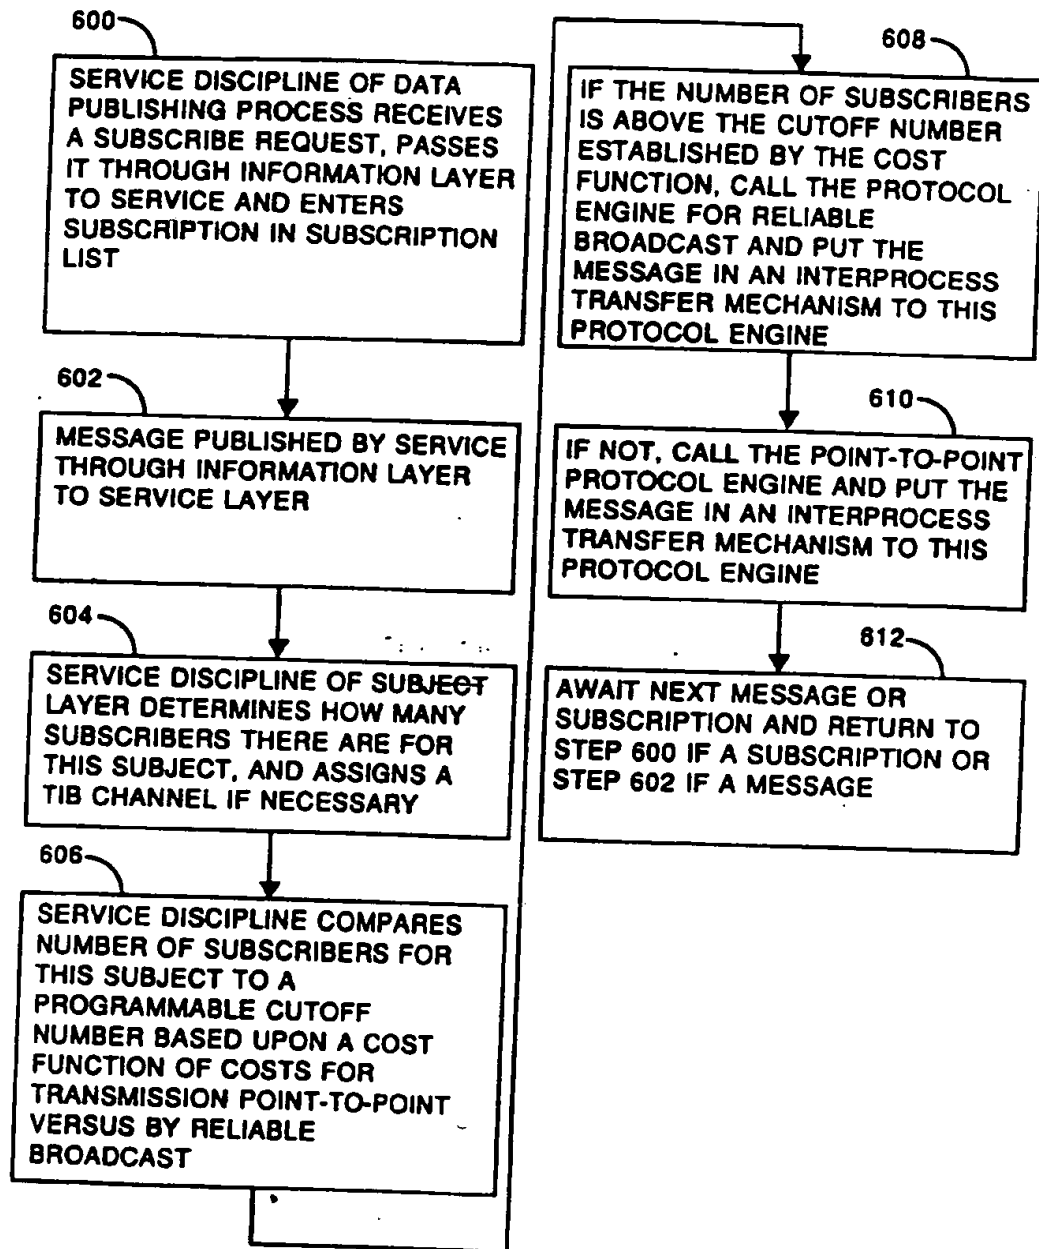 600
SERVICE DISCIPLINE OF DATA
PUBLISHING PROCESS RECEIVES
A SUBSCRIBE REQUEST, PASSES
IT THROUGH INFORMATION LAYER
TO SERVICE AND ENTERS
SUBSCRIPTION IN SUBSCRIPTION
LIST
602
MESSAGE PUBLISHED BY SERVICE
THROUGH INFORMATION LAYER
TO SERVICE LAYER
604
SERVICE DISCIPLINE OF SUBJECT
LAYER DETERMINES HOW MANY
SUBSCRIBERS THERE ARE FOR
THIS SUBJECT, AND ASSIGNS A
TIB CHANNEL IF NECESSARY
606
SERVICE DISCIPLINE COMPARES
NUMBER OF SUBSCRIBERS FOR
THIS SUBJECT TO A
PROGRAMMABLE CUTOFF
NUMBER BASED UPON A COST
FUNCTION OF COSTS FOR
TRANSMISSION POINT-TO-POINT
VERSUS BY RELIABLE
BROADCAST
608
IF THE NUMBER OF SUBSCRIBERS
IS ABOVE THE CUTOFF NUMBER
ESTABLISHED BY THE COST
FUNCTION, CALL THE PROTOCOL
ENGINE FOR RELIABLE
BROADCAST AND PUT THE
MESSAGE IN AN INTERPROCESS
TRANSFER MECHANISM TO THIS
PROTOCOL ENGINE
610
IF NOT, CALL THE POINT-TO-POINT
PROTOCOL ENGINE AND PUT THE
MESSAGE IN AN INTERPROCESS
TRANSFER MECHANISM TO THIS
PROTOCOL ENGINE
612
AWAIT NEXT MESSAGE OR
SUBSCRIPTION AND RETURN TO
STEP 600 IF A SUBSCRIPTION OR
STEP 602 IF A MESSAGE